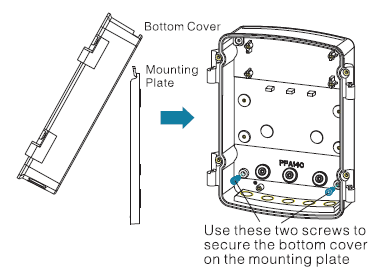 Bottom Cover
Mounting
Plate
PFA140
Use these two screws to
secure the bottom cover
on the mounting plate